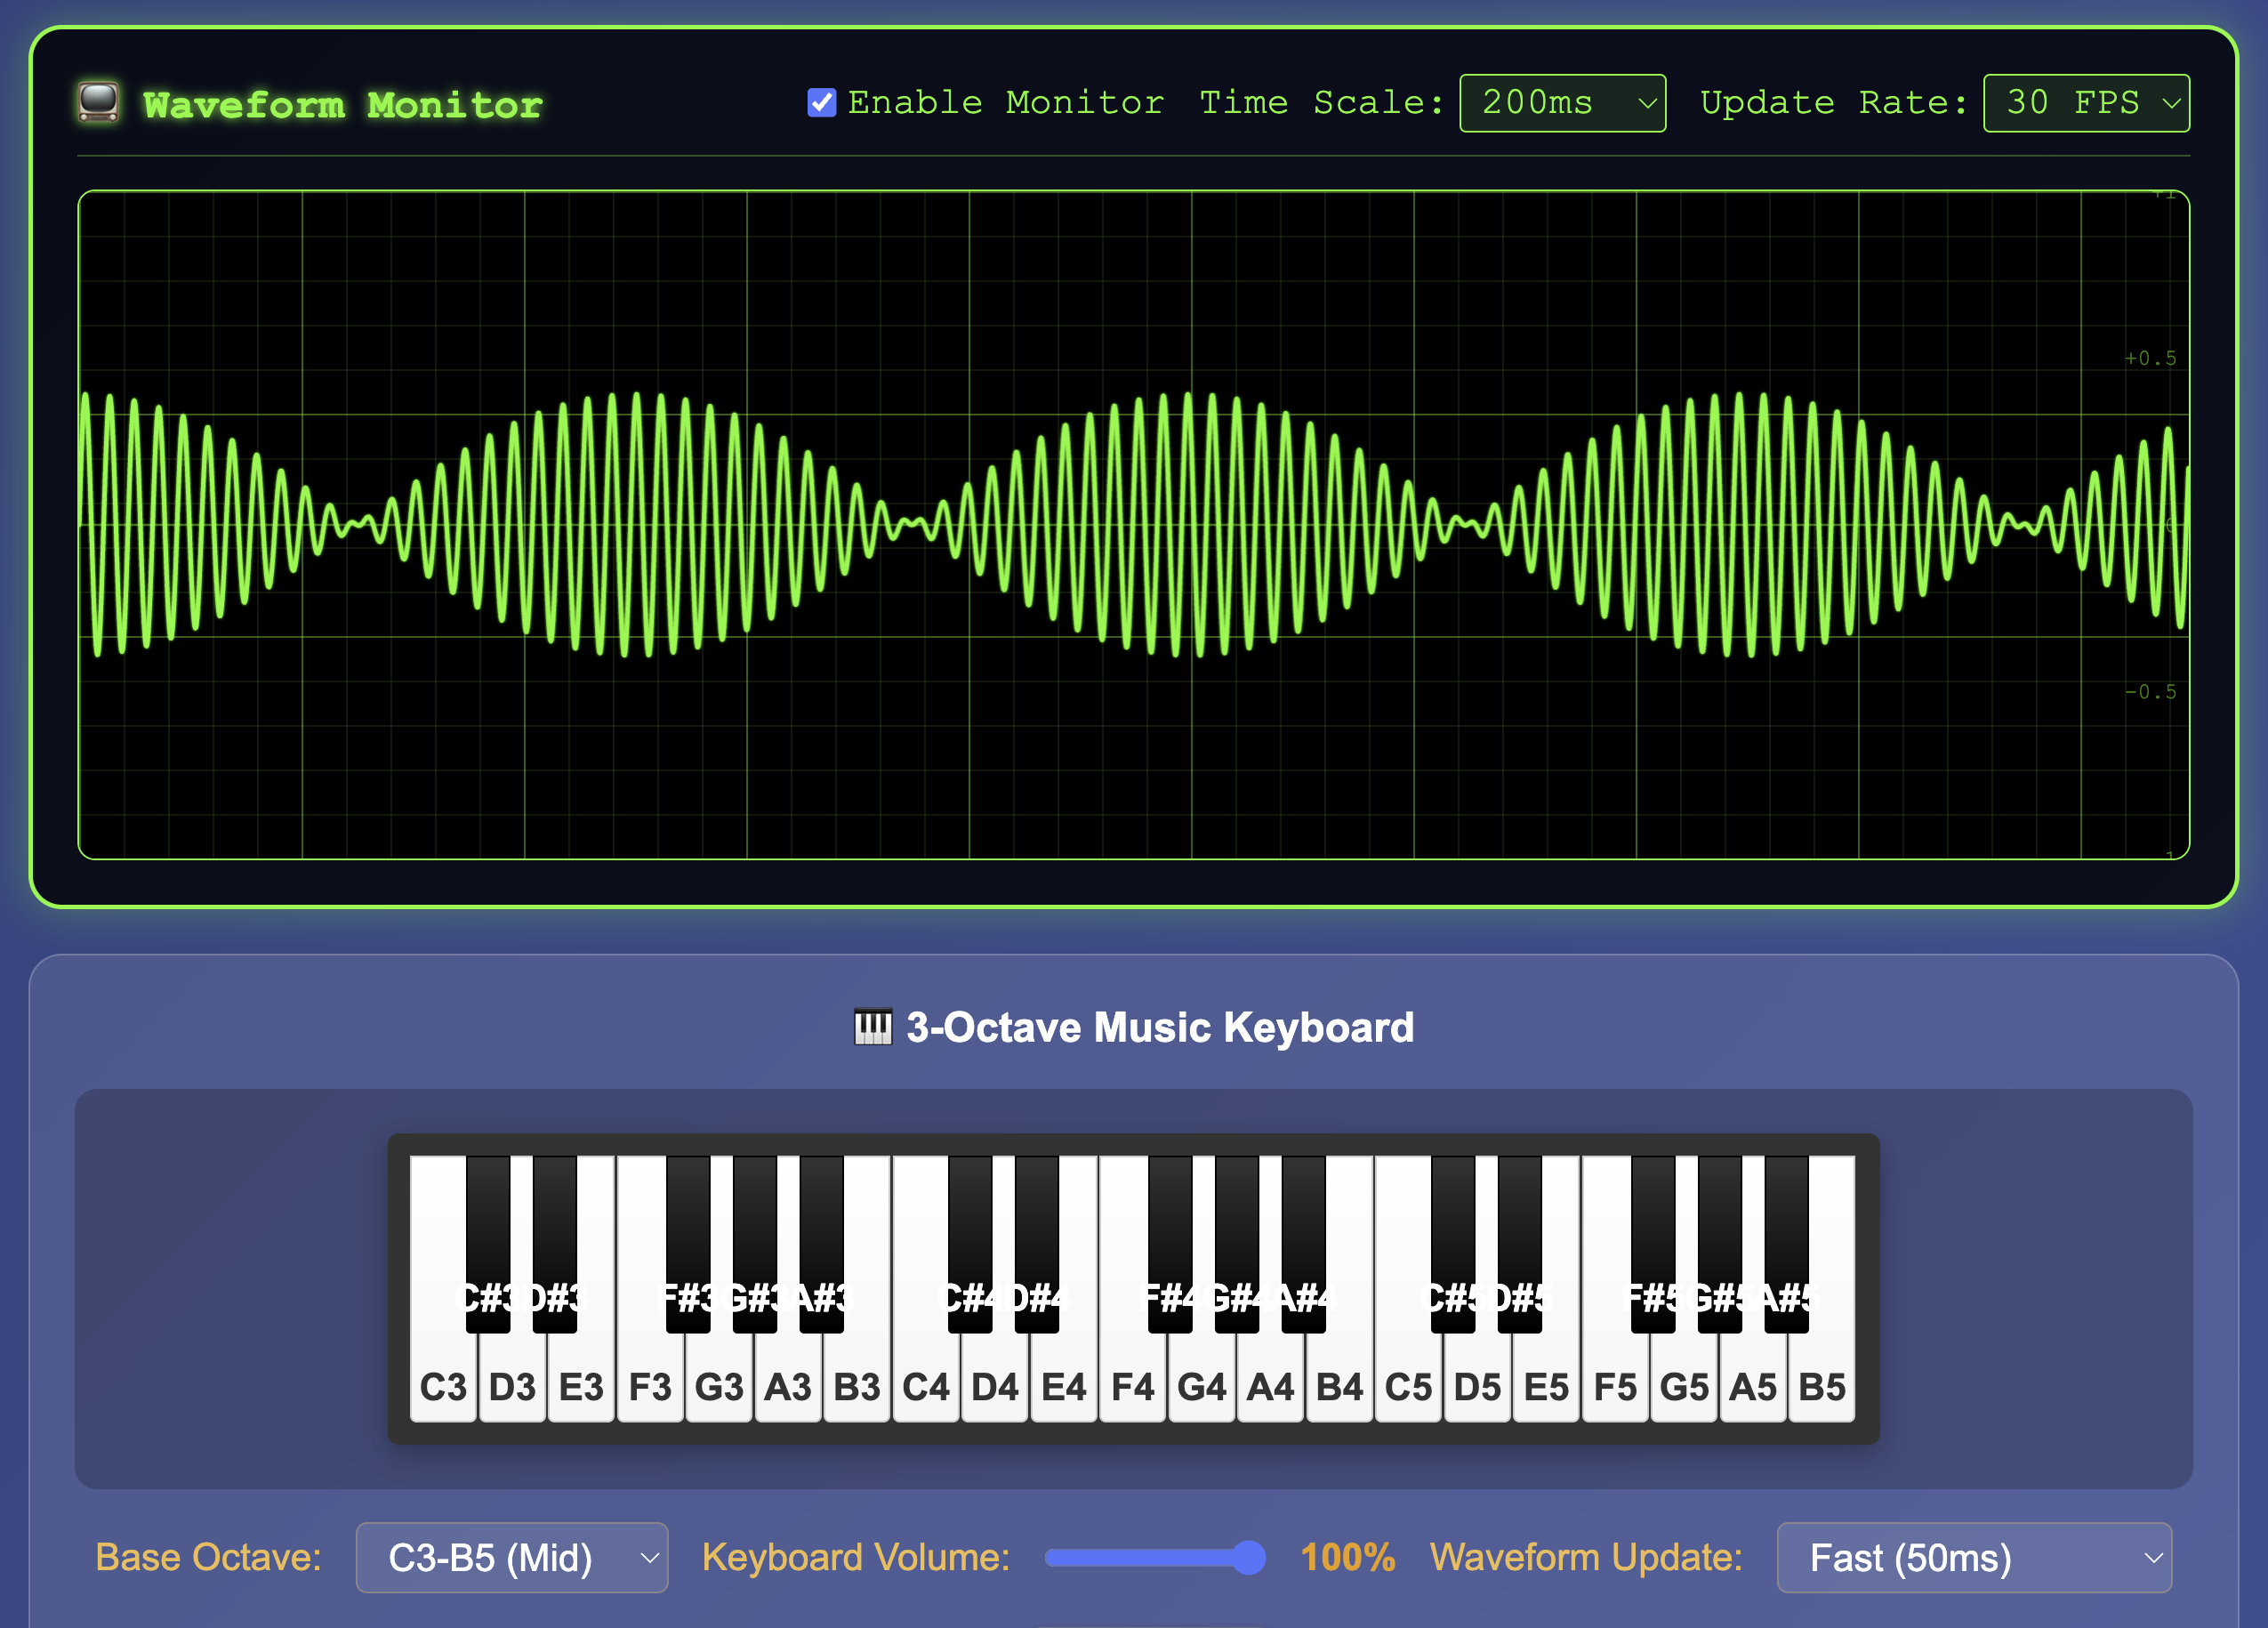 Waveform Monitor
Enable Monitor Time Scale: 200ms Update Rate: 30 FPS
+1
+0.5
0
-0.5
3-Octave Music Keyboard
C#3 D#3 F#3 G#3 A#3 C#4 D#4 F#4 G#4 A#4 C#5 D#5 F#5 G#5 A#5
C3 D3 E3 F3 G3 A3 B3 C4 D4 E4 F4 G4 A4 B4 C5 D5 E5 F5 G5 A5 B5
Base Octave: C3-B5 (Mid) Keyboard Volume: 100% Waveform Update: Fast (50ms)